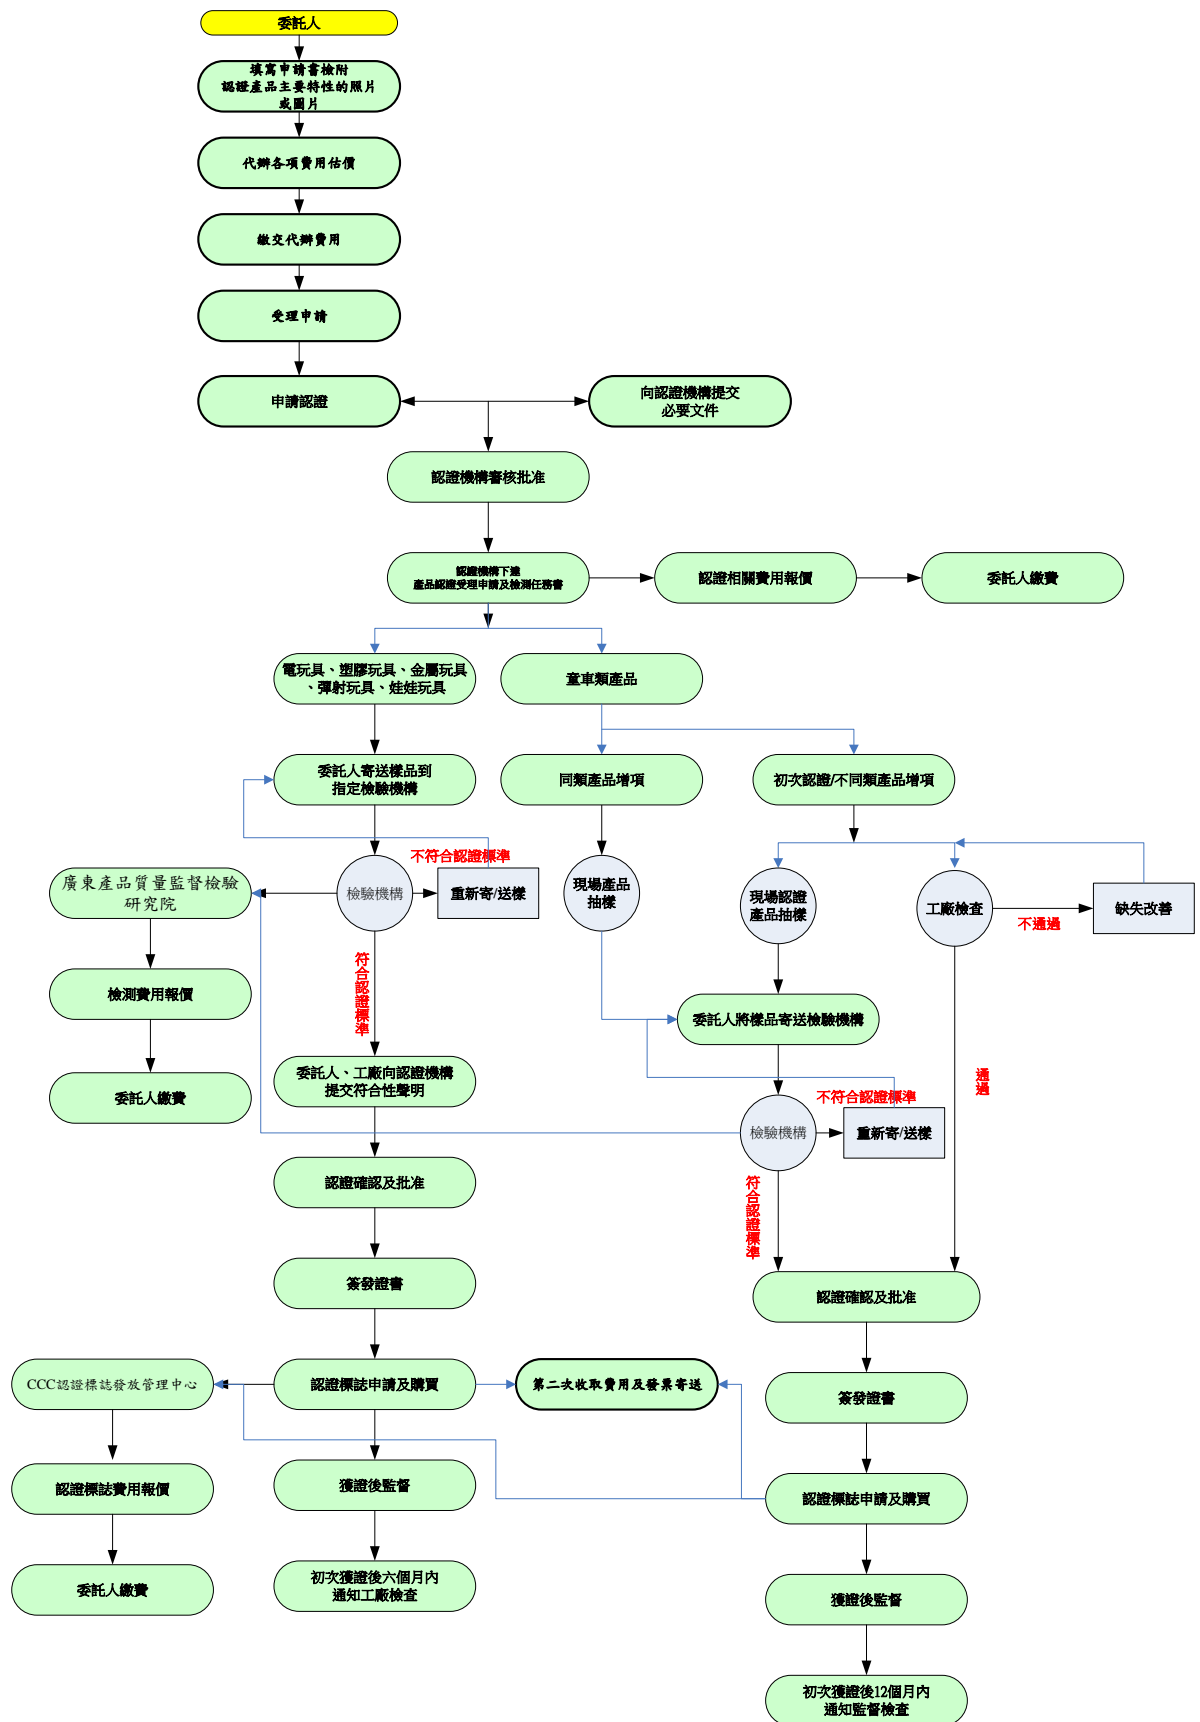 委託人
填寫申請書檢附
認證產品主要特性的照片
或圖片
代辦各項費用估價
繳交代辦費用
受理申請
申請認證
向認證機構提交
必要文件
認證機構審核批准
認證機構下達
產品認證受理申請及檢測任務書
認證相關費用報價
委託人繳費
電玩具、塑膠玩具、金屬玩具
、彈射玩具、娃娃玩具
童車類產品
委託人寄送樣品到
指定檢驗機構
同類產品增項
初次認證/不同類產品增項
不符合認證標準
廣東產品質量監督檢驗
研究院
檢驗機構
重新寄/送樣
現場產品
抽樣
現場認證
產品抽樣
工廠檢查
不通過
缺失改善
符合認證標準
檢測費用報價
委託人將樣品寄送檢驗機構
委託人、工廠向認證機構
提交符合性聲明
通過
委託人繳費
不符合認證標準
檢驗機構
重新寄/送樣
認證確認及批准
符合認證標準
簽發證書
認證確認及批准
CCC認證標誌發放管理中心
認證標誌申請及購買
第二次收取費用及發票寄送
簽發證書
認證標誌費用報價
獲證後監督
認證標誌申請及購買
委託人繳費
初次獲證後六個月內
通知工廠檢查
獲證後監督
初次獲證後12個月內
通知監督檢查